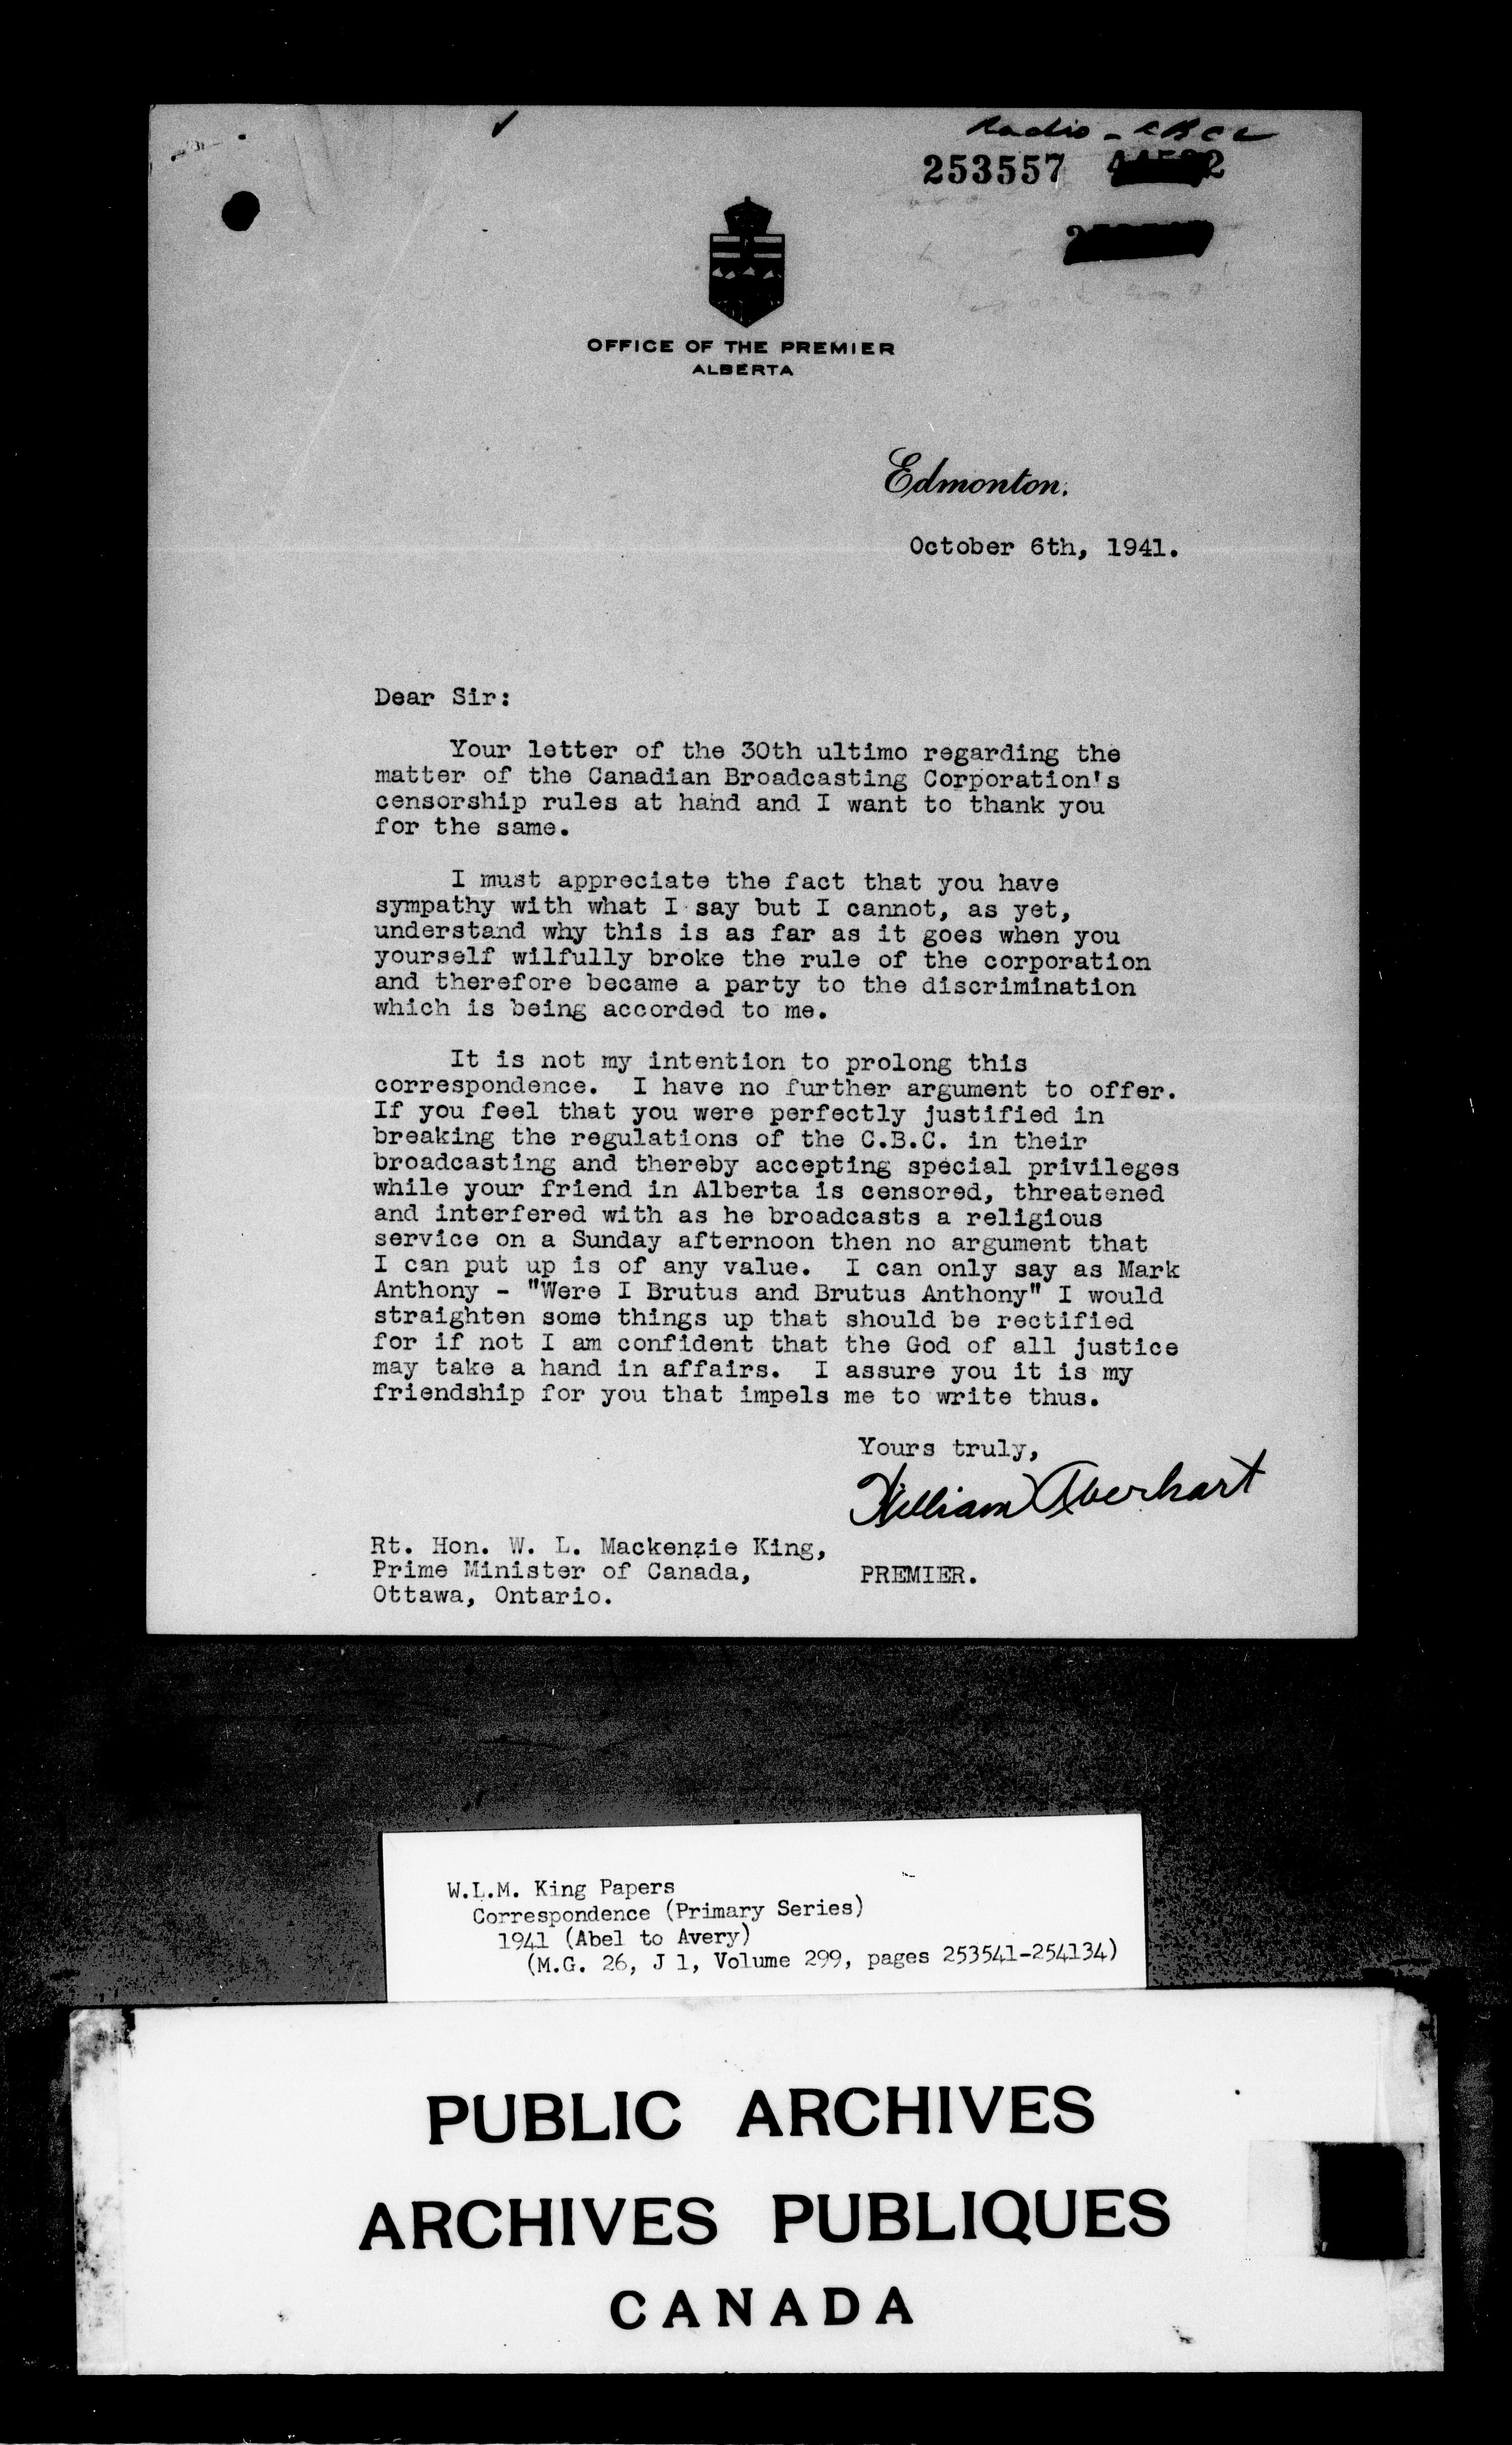 Radio - CBC
253557
OFFICE OF THE PREMIER
ALBERTA
Edmonton.
October 6th, 1941.
Dear Sir:
Your letter of the 30th ultimo regarding the
matter of the Canadian Broadcasting Corporation's
censorship rules at hand and I want to thank you
for the same.
I must appreciate the fact that you have
sympathy with what I say but I cannot, as yet,
understand why this is as far as it goes when you
yourself wilfully broke the rule of the corporation
and therefore became a party to the discrimination
which is being accorded to me.
It is not my intention to prolong this
correspondence. I have no further argument to offer.
If you feel that you were perfectly justified in
breaking the regulations of the C.B.C. in their
broadcasting and thereby accepting special privileges
while your friend in Alberta is censored, threatened
and interfered with as he broadcasts a religious
service on a Sunday afternoon then no argument that
I can put up is of any value. I can only say as Mark
Anthony - "Were I Brutus and Brutus Anthony" I would
straighten some things up that should be rectified
for if not I am confident that the God of all justice
may take a hand in affairs. I assure you it is my
friendship for you that impels me to write thus.
Yours truly,
William Aberhart
Rt. Hon. W. L. Mackenzie King,
Prime Minister of Canada, PREMIER.
Ottawa, Ontario.
W.L.M. King Papers
Correspondence (Primary Series)
1941 (Abel to Avery)
(M.G. 26, J 1, Volume 299, pages 253541-254134)
PUBLIC ARCHIVES
ARCHIVES PUBLIQUES
CANADA